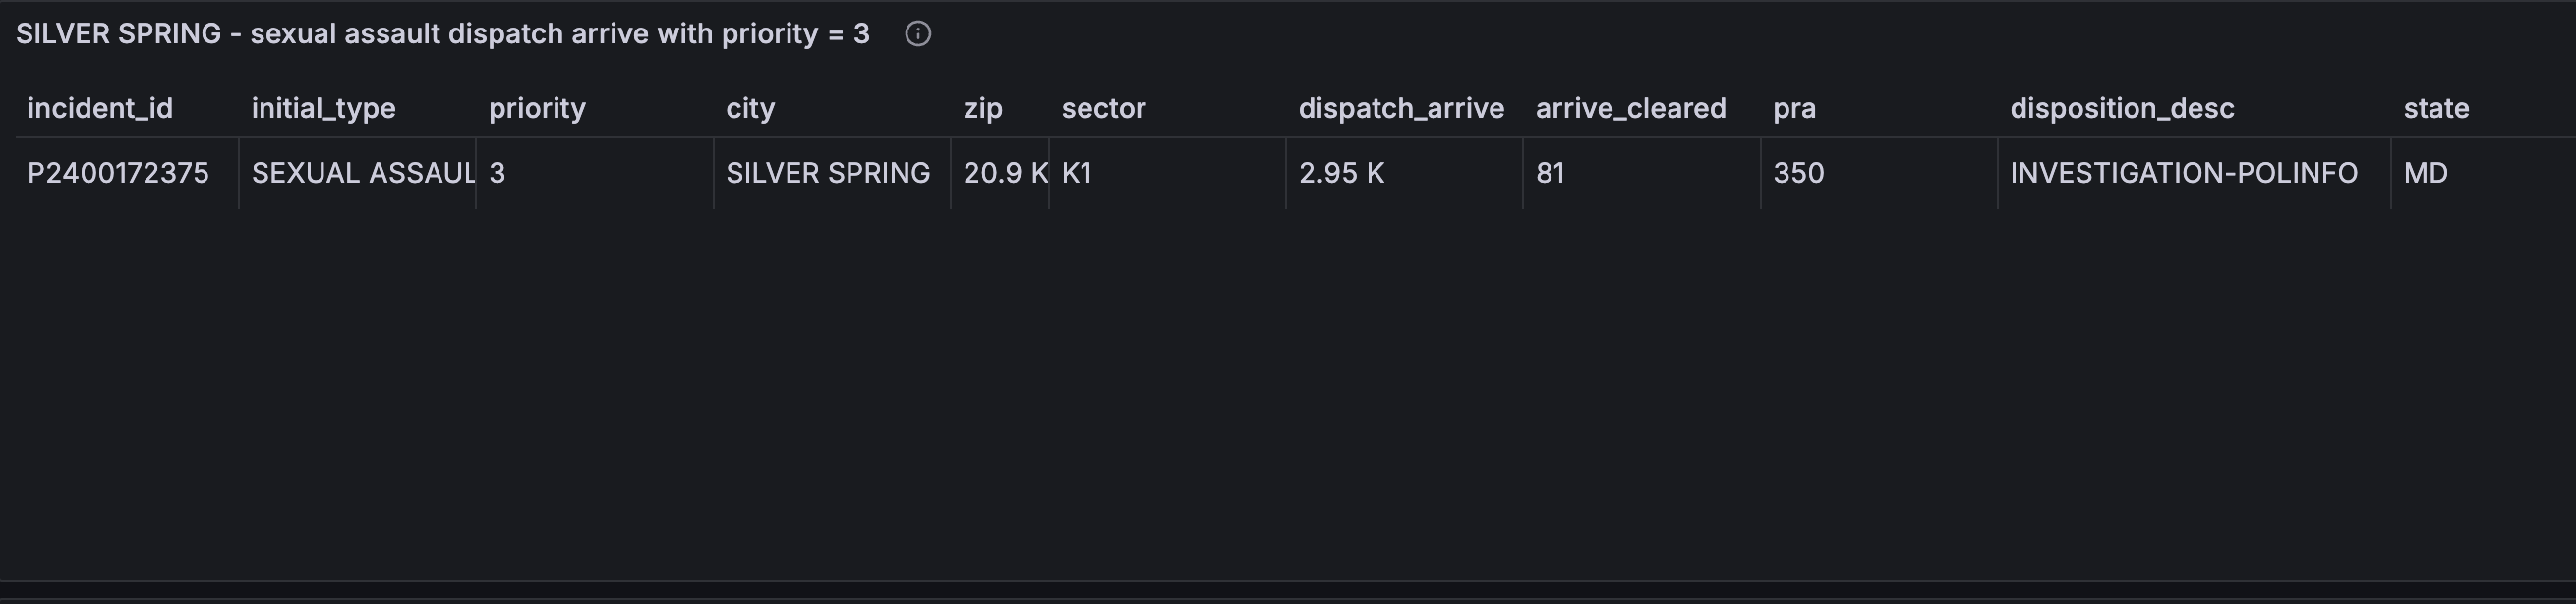 SILVER SPRING - sexual assault dispatch arrive with priority = 3
incident_id initial_type priority city zip sector dispatch_arrive arrive_cleared pra disposition_desc state
P2400172375 SEXUAL ASSAUL 3 SILVER SPRING 20.9 K K1 2.95 K 81 350 INVESTIGATION-POLINFO MD